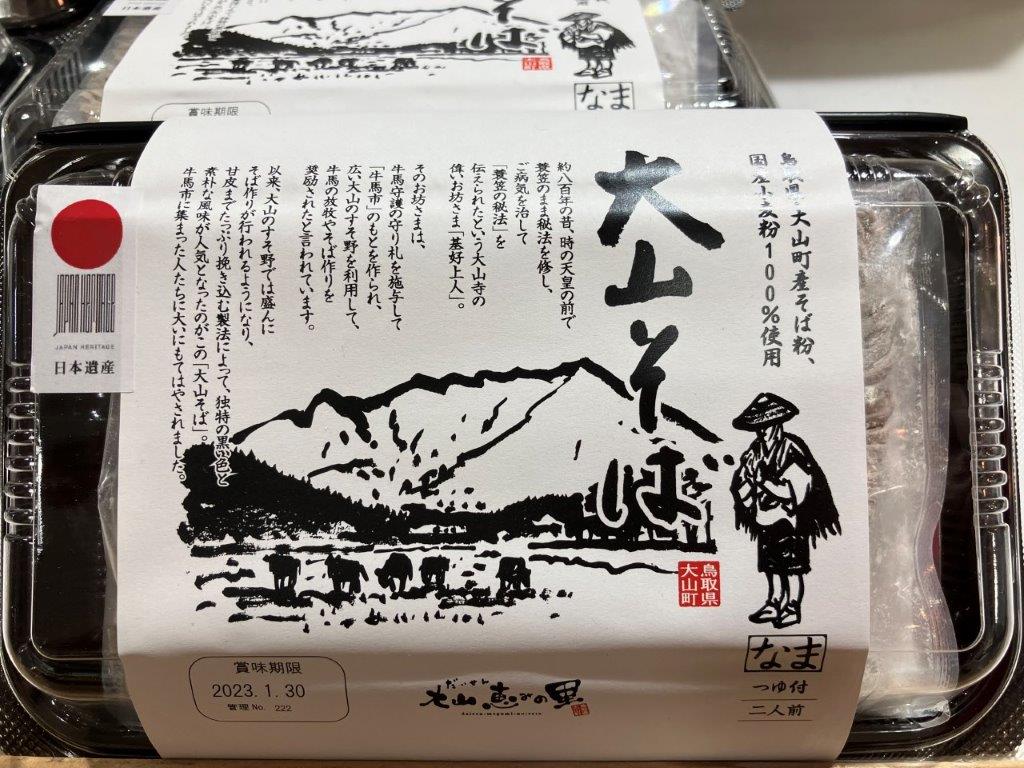 賞味期限
なま
鳥取県大山町産そば粉、
国産小麦粉100%使用
大山そば
約八百年の昔、時の天皇の前で
蓑笠のまま秘法を修し、
ご病気を治して
「蓑笠の秘法」を
伝えられたという大山寺の
偉いお坊さま「基好上人」。
そのお坊さまは、
牛馬守護の守り札を施与して
「牛馬市」のもとを作られ、
広い大山のすそ野を利用して、
牛馬の放牧やそば作りを
奨励されたと言われています。
以来、大山のすそ野では盛んに
そば作りが行われるようになり、
甘皮までたっぷり挽き込む製法によって、独特の黒い色と
素朴な風味が人気となったのがこの「大山そば」。
牛馬市に集まった人たちに大いにもてはやされました。
JAPAN HERITAGE
JAPAN HERITAGE
日本遺産
鳥取県
大山町
なま
つゆ付
二人前
賞味期限
2023.1.30
管理No. 222
だいせん
大山恵みの里
daisen-megumi-no-sato